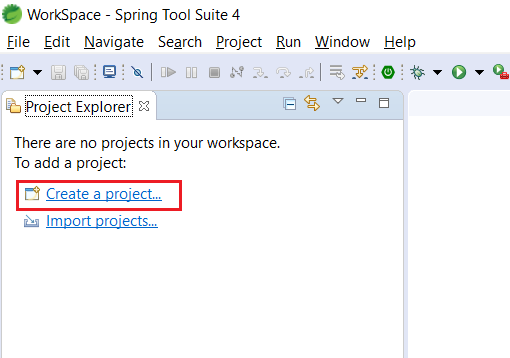 WorkSpace - Spring Tool Suite 4
File Edit Navigate Search Project Run Window Help
Project Explorer
There are no projects in your workspace.
To add a project:
Create a project...
Import projects...